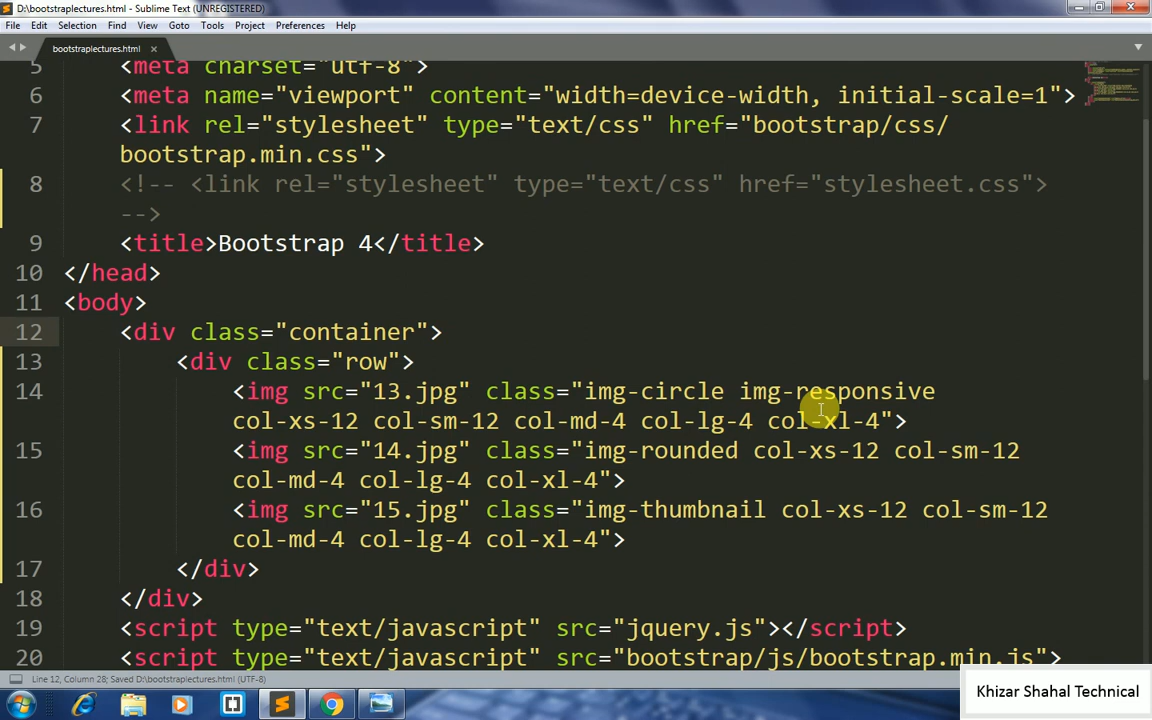 D:\bootstraplectures.html - Sublime Text (UNREGISTERED)
File Edit Selection Find View Goto Tools Project Preferences Help
bootstraplectures.html ×
5 <meta charset="utf-8">
6 <meta name="viewport" content="width=device-width, initial-scale=1">
7 <link rel="stylesheet" type="text/css" href="bootstrap/css/
bootstrap.min.css">
8 <!-- <link rel="stylesheet" type="text/css" href="stylesheet.css">
-->
9 <title>Bootstrap 4</title>
10 </head>
11 <body>
12 <div class="container">
13 <div class="row">
14 <img src="13.jpg" class="img-circle img-responsive
col-xs-12 col-sm-12 col-md-4 col-lg-4 col-xl-4">
15 <img src="14.jpg" class="img-rounded col-xs-12 col-sm-12
col-md-4 col-lg-4 col-xl-4">
16 <img src="15.jpg" class="img-thumbnail col-xs-12 col-sm-12
col-md-4 col-lg-4 col-xl-4">
17 </div>
18 </div>
19 <script type="text/javascript" src="jquery.js"></script>
20 <script type="text/javascript" src="bootstrap/js/bootstrap.min.js">
Line 12, Column 28; Saved D:\bootstraplectures.html (UTF-8)
Khizar Shahal Technical